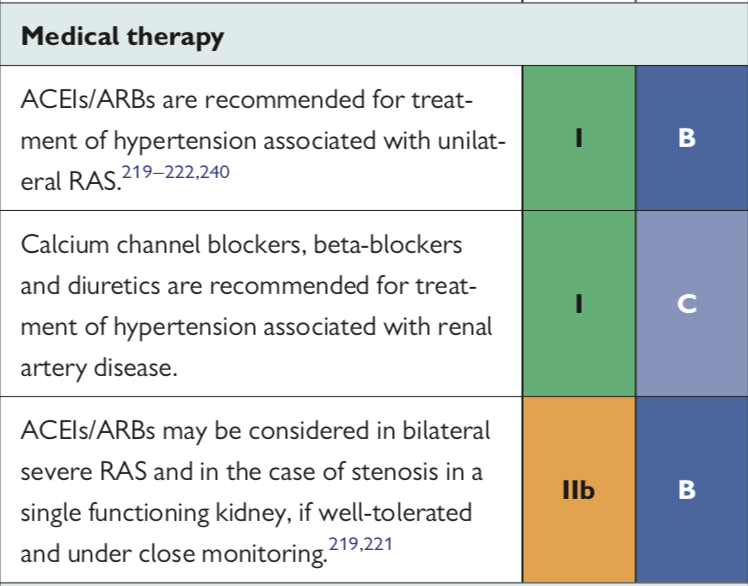 Medical therapy
ACEIs/ARBs are recommended for treat-
ment of hypertension associated with unilat-
eral RAS.219–222,240
I
B
Calcium channel blockers, beta-blockers
and diuretics are recommended for treat-
ment of hypertension associated with renal
artery disease.
I
C
ACEIs/ARBs may be considered in bilateral
severe RAS and in the case of stenosis in a
single functioning kidney, if well-tolerated
and under close monitoring.219,221
IIb
B